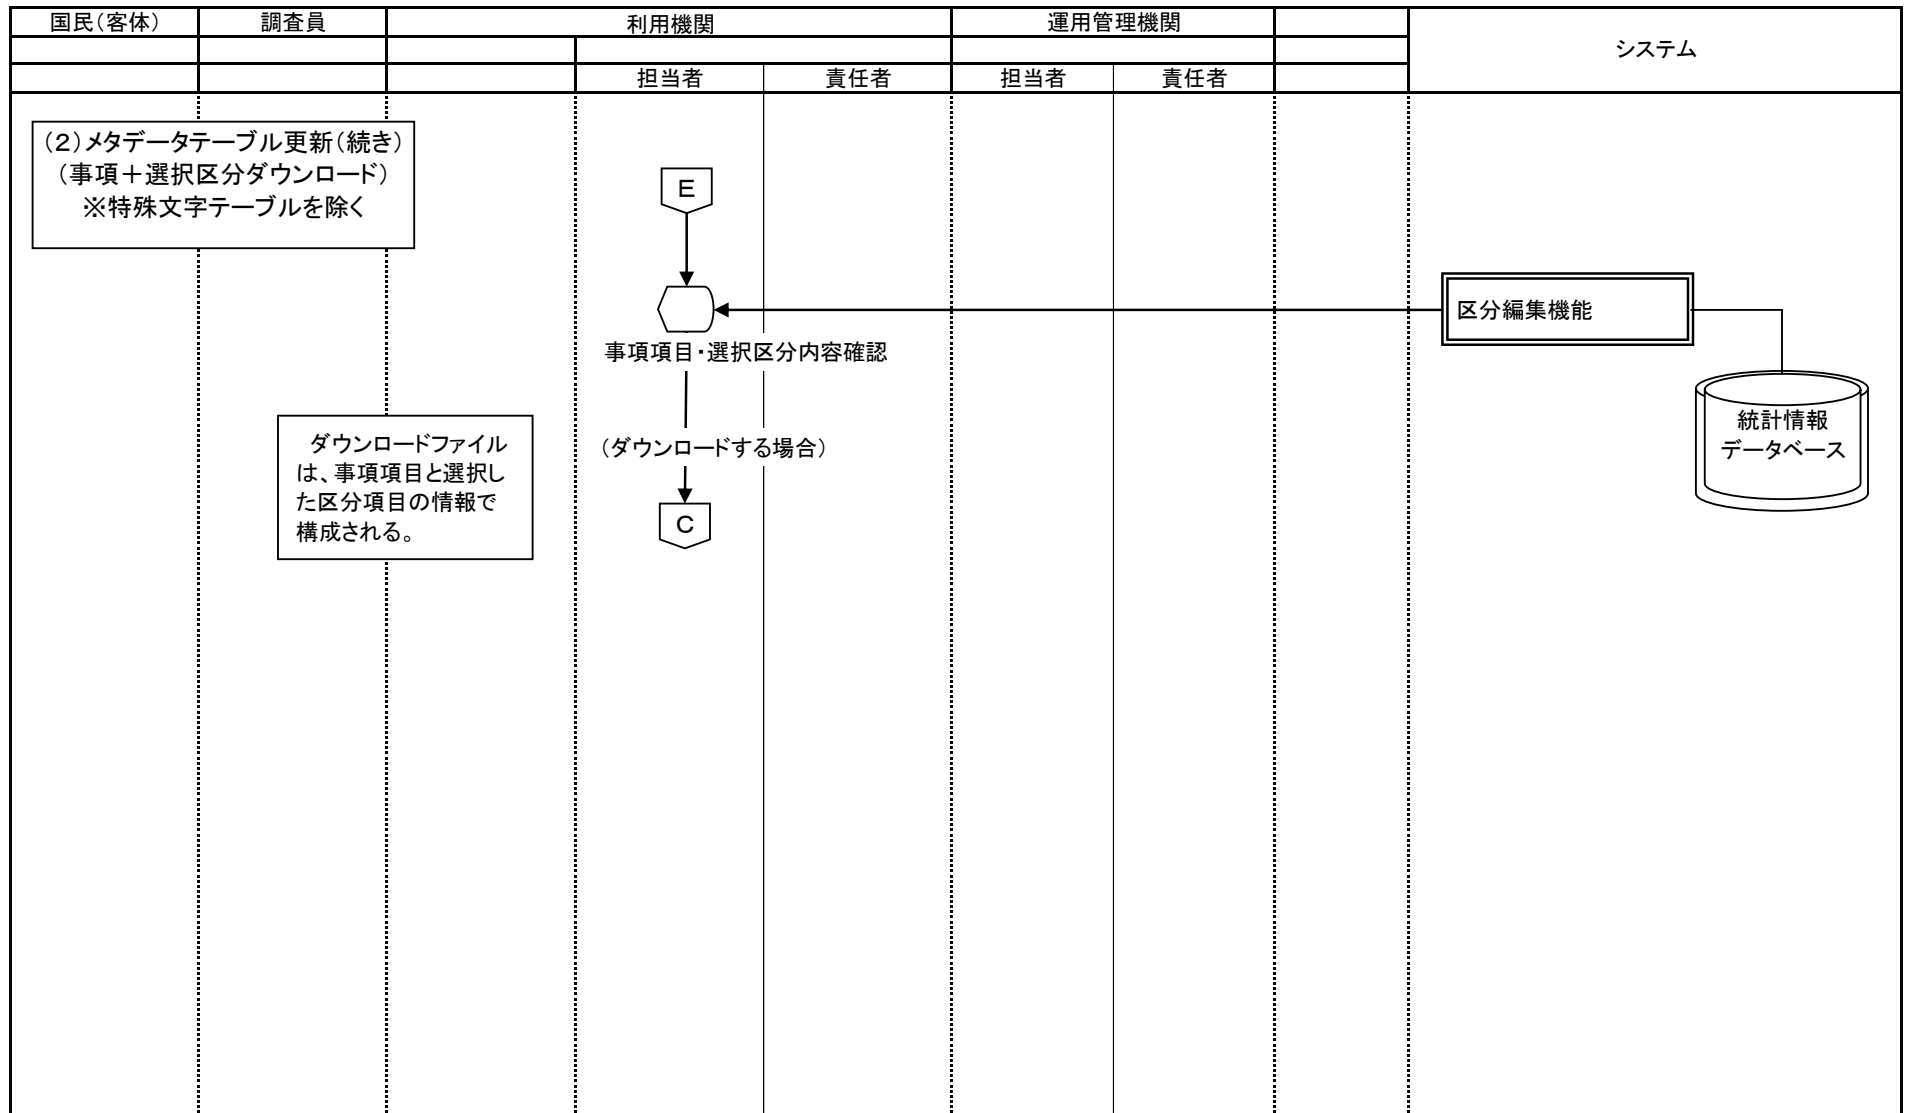 国民（客体）
調査員
利用機関
運用管理機関
システム
担当者
責任者
担当者
責任者
（２）メタデータテーブル更新（続き）
（事項＋選択区分ダウンロード）
※特殊文字テーブルを除く
E
区分編集機能
事項項目・選択区分内容確認
統計情報
データベース
ダウンロードファイル
は、事項項目と選択し
た区分項目の情報で
構成される。
（ダウンロードする場合）
C